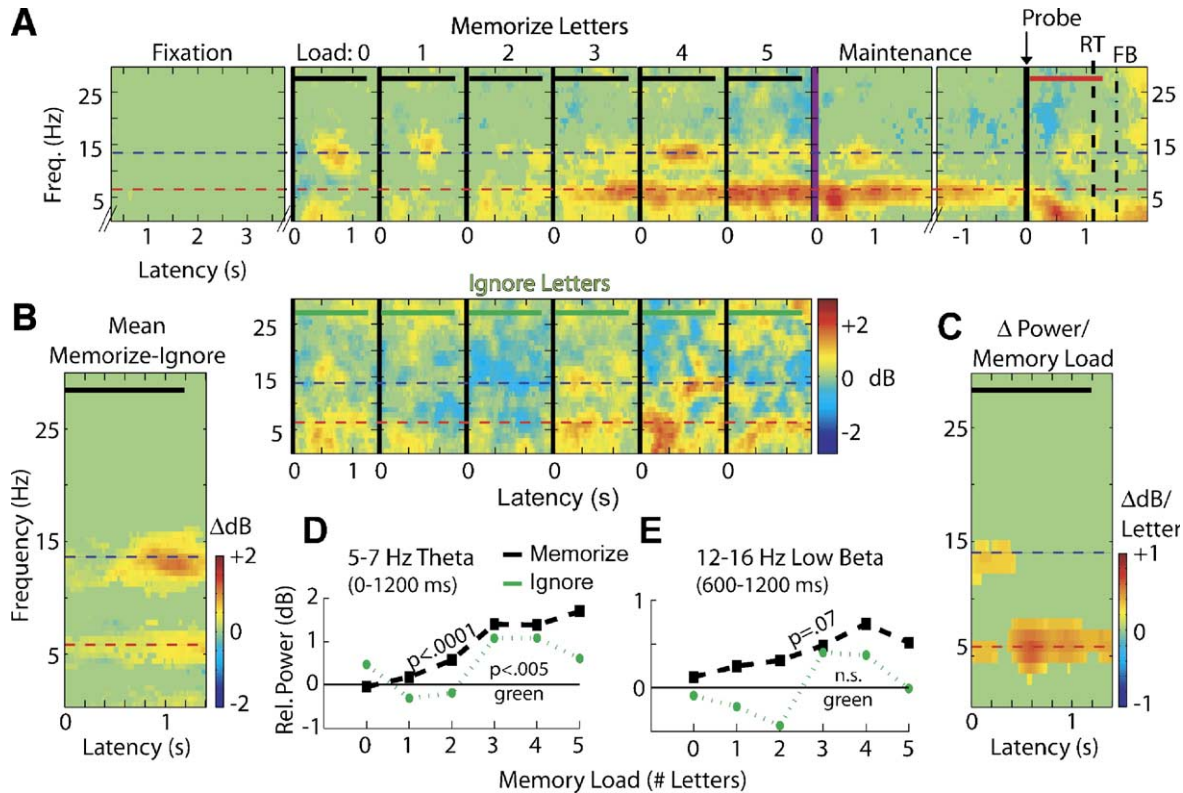 A
Fixation
Memorize Letters
Load: 0 1 2 3 4 5
Maintenance
Probe
RT
FB
Freq. (Hz)
25
15
5
25
15
5
1 2 3
0 1 0 0 0 0 0 0 1 -1 0 1
Latency (s)
Ignore Letters
25
15
5
0 1 0 0 0 0 0
Latency (s)
+2
0 dB
-2
B
Mean
Memorize-Ignore
Frequency (Hz)
25
15
5
0 1
Latency (s)
ΔdB
+2
0
-2
C
Δ Power/
Memory Load
25
15
5
0 1
Latency (s)
ΔdB/
Letter
+1
0
-1
D
5-7 Hz Theta
(0-1200 ms)
Memorize
Ignore
Rel. Power (dB)
2
1
0
-1
p<.0001
p<.005
green
0 1 2 3 4 5
E
12-16 Hz Low Beta
(600-1200 ms)
1
0
p=.07
n.s.
green
0 1 2 3 4 5
Memory Load (# Letters)